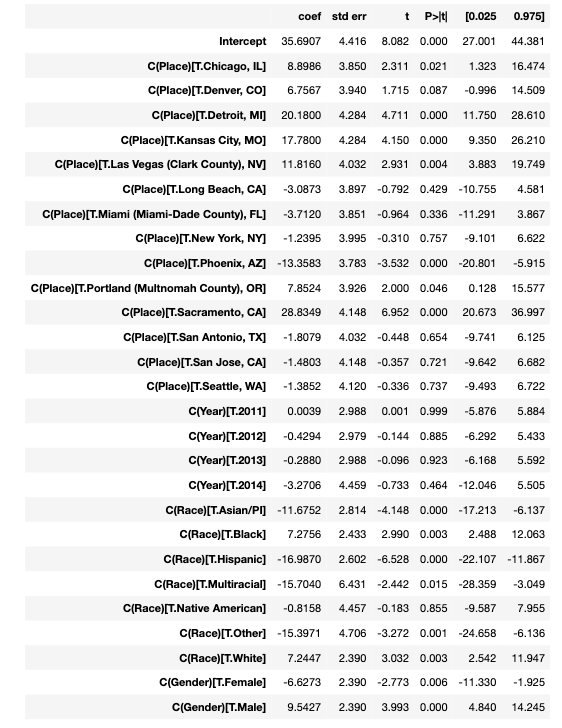 coef std err t P>|t| [0.025 0.975]
Intercept 35.6907 4.416 8.082 0.000 27.001 44.381
C(Place)[T.Chicago, IL] 8.8986 3.850 2.311 0.021 1.323 16.474
C(Place)[T.Denver, CO] 6.7567 3.940 1.715 0.087 -0.996 14.509
C(Place)[T.Detroit, MI] 20.1800 4.284 4.711 0.000 11.750 28.610
C(Place)[T.Kansas City, MO] 17.7800 4.284 4.150 0.000 9.350 26.210
C(Place)[T.Las Vegas (Clark County), NV] 11.8160 4.032 2.931 0.004 3.883 19.749
C(Place)[T.Long Beach, CA] -3.0873 3.897 -0.792 0.429 -10.755 4.581
C(Place)[T.Miami (Miami-Dade County), FL] -3.7120 3.851 -0.964 0.336 -11.291 3.867
C(Place)[T.New York, NY] -1.2395 3.995 -0.310 0.757 -9.101 6.622
C(Place)[T.Phoenix, AZ] -13.3583 3.783 -3.532 0.000 -20.801 -5.915
C(Place)[T.Portland (Multnomah County), OR] 7.8524 3.926 2.000 0.046 0.128 15.577
C(Place)[T.Sacramento, CA] 28.8349 4.148 6.952 0.000 20.673 36.997
C(Place)[T.San Antonio, TX] -1.8079 4.032 -0.448 0.654 -9.741 6.125
C(Place)[T.San Jose, CA] -1.4803 4.148 -0.357 0.721 -9.642 6.682
C(Place)[T.Seattle, WA] -1.3852 4.120 -0.336 0.737 -9.493 6.722
C(Year)[T.2011] 0.0039 2.988 0.001 0.999 -5.876 5.884
C(Year)[T.2012] -0.4294 2.979 -0.144 0.885 -6.292 5.433
C(Year)[T.2013] -0.2880 2.988 -0.096 0.923 -6.168 5.592
C(Year)[T.2014] -3.2706 4.459 -0.733 0.464 -12.046 5.505
C(Race)[T.Asian/PI] -11.6752 2.814 -4.148 0.000 -17.213 -6.137
C(Race)[T.Black] 7.2756 2.433 2.990 0.003 2.488 12.063
C(Race)[T.Hispanic] -16.9870 2.602 -6.528 0.000 -22.107 -11.867
C(Race)[T.Multiracial] -15.7040 6.431 -2.442 0.015 -28.359 -3.049
C(Race)[T.Native American] -0.8158 4.457 -0.183 0.855 -9.587 7.955
C(Race)[T.Other] -15.3971 4.706 -3.272 0.001 -24.658 -6.136
C(Race)[T.White] 7.2447 2.390 3.032 0.003 2.542 11.947
C(Gender)[T.Female] -6.6273 2.390 -2.773 0.006 -11.330 -1.925
C(Gender)[T.Male] 9.5427 2.390 3.993 0.000 4.840 14.245